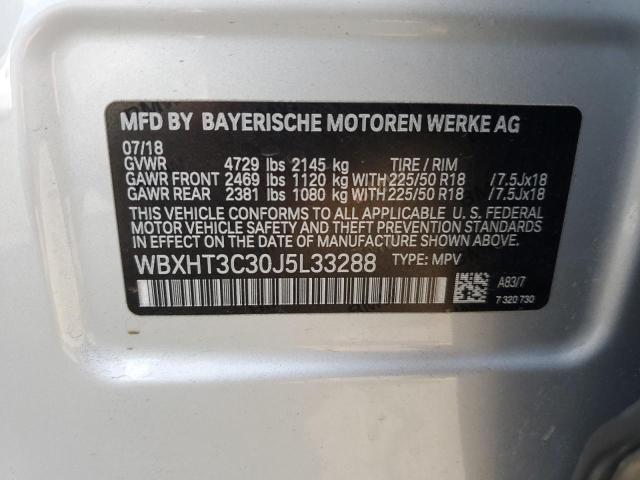 MFD BY BAYERISCHE MOTOREN WERKE AG
07/18
GVWR 4729 lbs 2145 kg TIRE / RIM
GAWR FRONT 2469 lbs 1120 kg WITH 225/50 R18 /7.5Jx18
GAWR REAR 2381 lbs 1080 kg WITH 225/50 R18 /7.5Jx18
THIS VEHICLE CONFORMS TO ALL APPLICABLE U. S. FEDERAL
MOTOR VEHICLE SAFETY AND THEFT PREVENTION STANDARDS
IN EFFECT ON THE DATE OF MANUFACTURE SHOWN ABOVE.
WBXHT3C30J5L33288 TYPE: MPV
A83/7
7 320 730